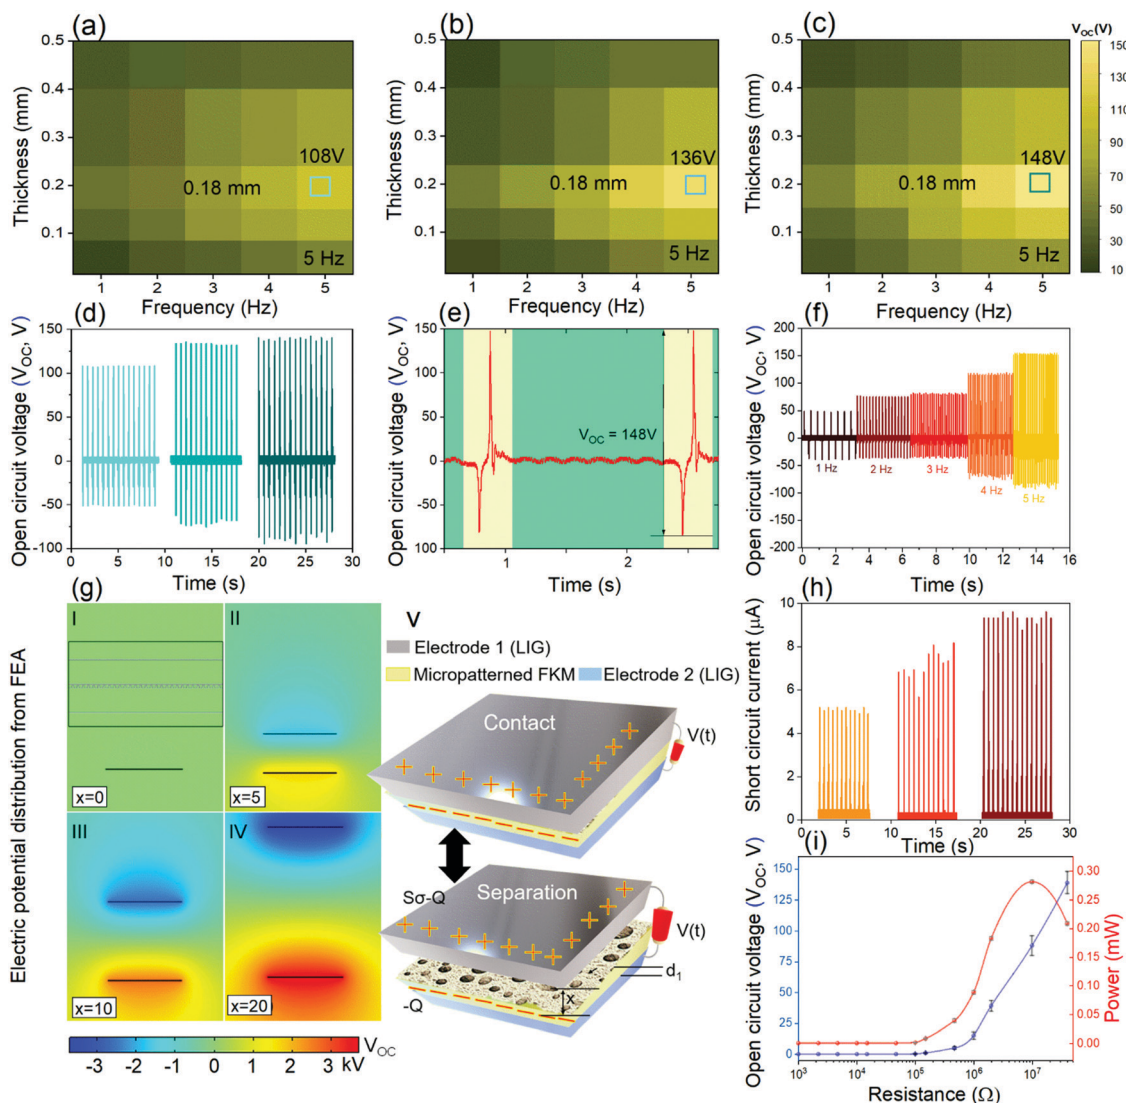 (a)
(b)
(c)
V_OC(V)
Thickness (mm)
0.5
0.4
0.3
0.2
0.1
108V
0.18 mm
5 Hz
1 2 3 4 5
Frequency (Hz)
Thickness (mm)
0.5
0.4
0.3
0.2
0.1
136V
0.18 mm
5 Hz
1 2 3 4 5
Frequency (Hz)
Thickness (mm)
0.5
0.4
0.3
0.2
0.1
148V
0.18 mm
5 Hz
1 2 3 4 5
Frequency (Hz)
150
130
110
90
70
50
30
10
(d)
Open circuit voltage (V_OC, V)
150
100
50
0
-50
-100
0 5 10 15 20 25 30
Time (s)
(e)
Open circuit voltage (V_OC, V)
150
100
50
0
50
100
V_OC = 148V
1 2
Time (s)
(f)
Open circuit voltage (V_OC, V)
200
150
100
50
0
-50
-100
-150
-200
1 Hz
2 Hz
3 Hz
4 Hz
5 Hz
0 2 4 6 8 10 12 14 16
Time (s)
(g)
Electric potential distribution from FEA
I
x=0
II
x=5
III
x=10
IV
x=20
-3 -2 -1 0 1 2 3
V_OC
kV
V
Electrode 1 (LIG)
Micropatterned FKM
Electrode 2 (LIG)
Contact
V(t)
Separation
Sσ-Q
V(t)
d₁
x
-Q
(h)
Short circuit current (μA)
10
8
6
4
2
0
0 5 10 15 20 25 30
Time (s)
(i)
Open circuit voltage (V_OC, V)
150
125
100
75
50
25
0
10³ 10⁴ 10⁵ 10⁶ 10⁷
Resistance (Ω)
0.30
0.25
0.20
0.15
0.10
0.05
0.00
Power (mW)